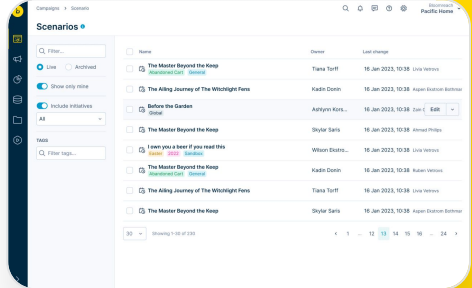 Campaigns > Scenario
Bloomreach
Pacific Home
Scenarios
Filter...
Live
Archived
Show only mine
Include initiatives
All
TAGS
Filter tags...
Name
Owner
Last change
The Master Beyond the Keep
Abandoned Cart
General
Tiana Torff
16 Jan 2023, 10:38
Livia Vetrovs
The Ailing Journey of The Witchlight Fens
Kadin Donin
16 Jan 2023, 10:38
Aspen Ekstrom Bothman
Before the Garden
Global
Ashlynn Kors...
16 Jan 2023, 10:38
Edit
The Master Beyond the Keep
Skylar Saris
16 Jan 2023, 10:38
Ahmad Philips
I own you a beer if you read this
Easter
2022
Sandbox
Wilson Ekstro...
16 Jan 2023, 10:38
Livia Vetrovs
The Master Beyond the Keep
Abandoned Cart
General
Kadin Donin
16 Jan 2023, 10:38
Ruben Vetrovs
The Ailing Journey of The Witchlight Fens
Tiana Torff
16 Jan 2023, 10:38
Livia Vetrovs
The Master Beyond the Keep
Skylar Saris
16 Jan 2023, 10:38
Aspen Ekstrom Bothman
30
Showing 1-30 of 230
1 ... 12 13 14 15 16 ... 24